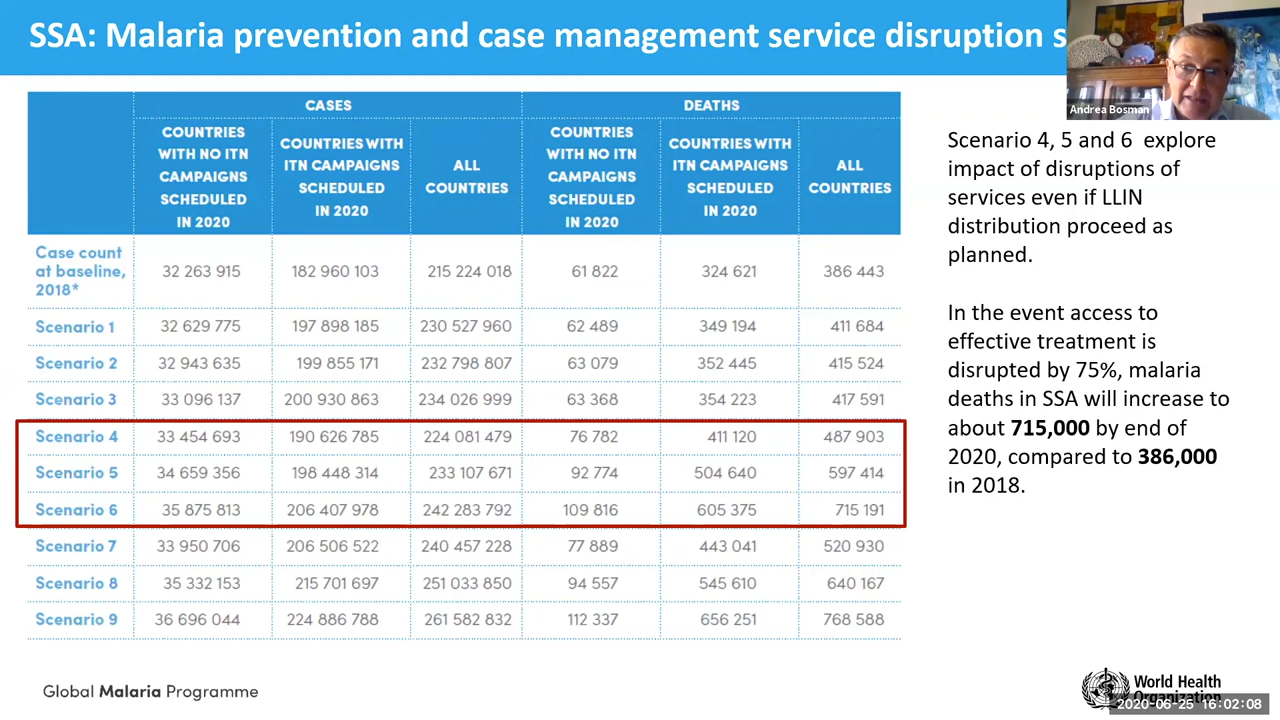 SSA: Malaria prevention and case management service disruption s
Andrea Bosman
CASES DEATHS
COUNTRIES WITH NO ITN CAMPAIGNS SCHEDULED IN 2020 COUNTRIES WITH ITN CAMPAIGNS SCHEDULED IN 2020 ALL COUNTRIES COUNTRIES WITH NO ITN CAMPAIGNS SCHEDULED IN 2020 COUNTRIES WITH ITN CAMPAIGNS SCHEDULED IN 2020 ALL COUNTRIES
Case count at baseline, 2018* 32 263 915 182 960 103 215 224 018 61 822 324 621 386 443
Scenario 1 32 629 775 197 898 185 230 527 960 62 489 349 194 411 684
Scenario 2 32 943 635 199 855 171 232 798 807 63 079 352 445 415 524
Scenario 3 33 096 137 200 930 863 234 026 999 63 368 354 223 417 591
Scenario 4 33 454 693 190 626 785 224 081 479 76 782 411 120 487 903
Scenario 5 34 659 356 198 448 314 233 107 671 92 774 504 640 597 414
Scenario 6 35 875 813 206 407 978 242 283 792 109 816 605 375 715 191
Scenario 7 33 950 706 206 506 522 240 457 228 77 889 443 041 520 930
Scenario 8 35 332 153 215 701 697 251 033 850 94 557 545 610 640 167
Scenario 9 36 696 044 224 886 788 261 582 832 112 337 656 251 768 588
Scenario 4, 5 and 6 explore
impact of disruptions of
services even if LLIN
distribution proceed as
planned.
In the event access to
effective treatment is
disrupted by 75%, malaria
deaths in SSA will increase to
about 715,000 by end of
2020, compared to 386,000
in 2018.
Global Malaria Programme
World Health
Organization
2020-06-25 16:02:08